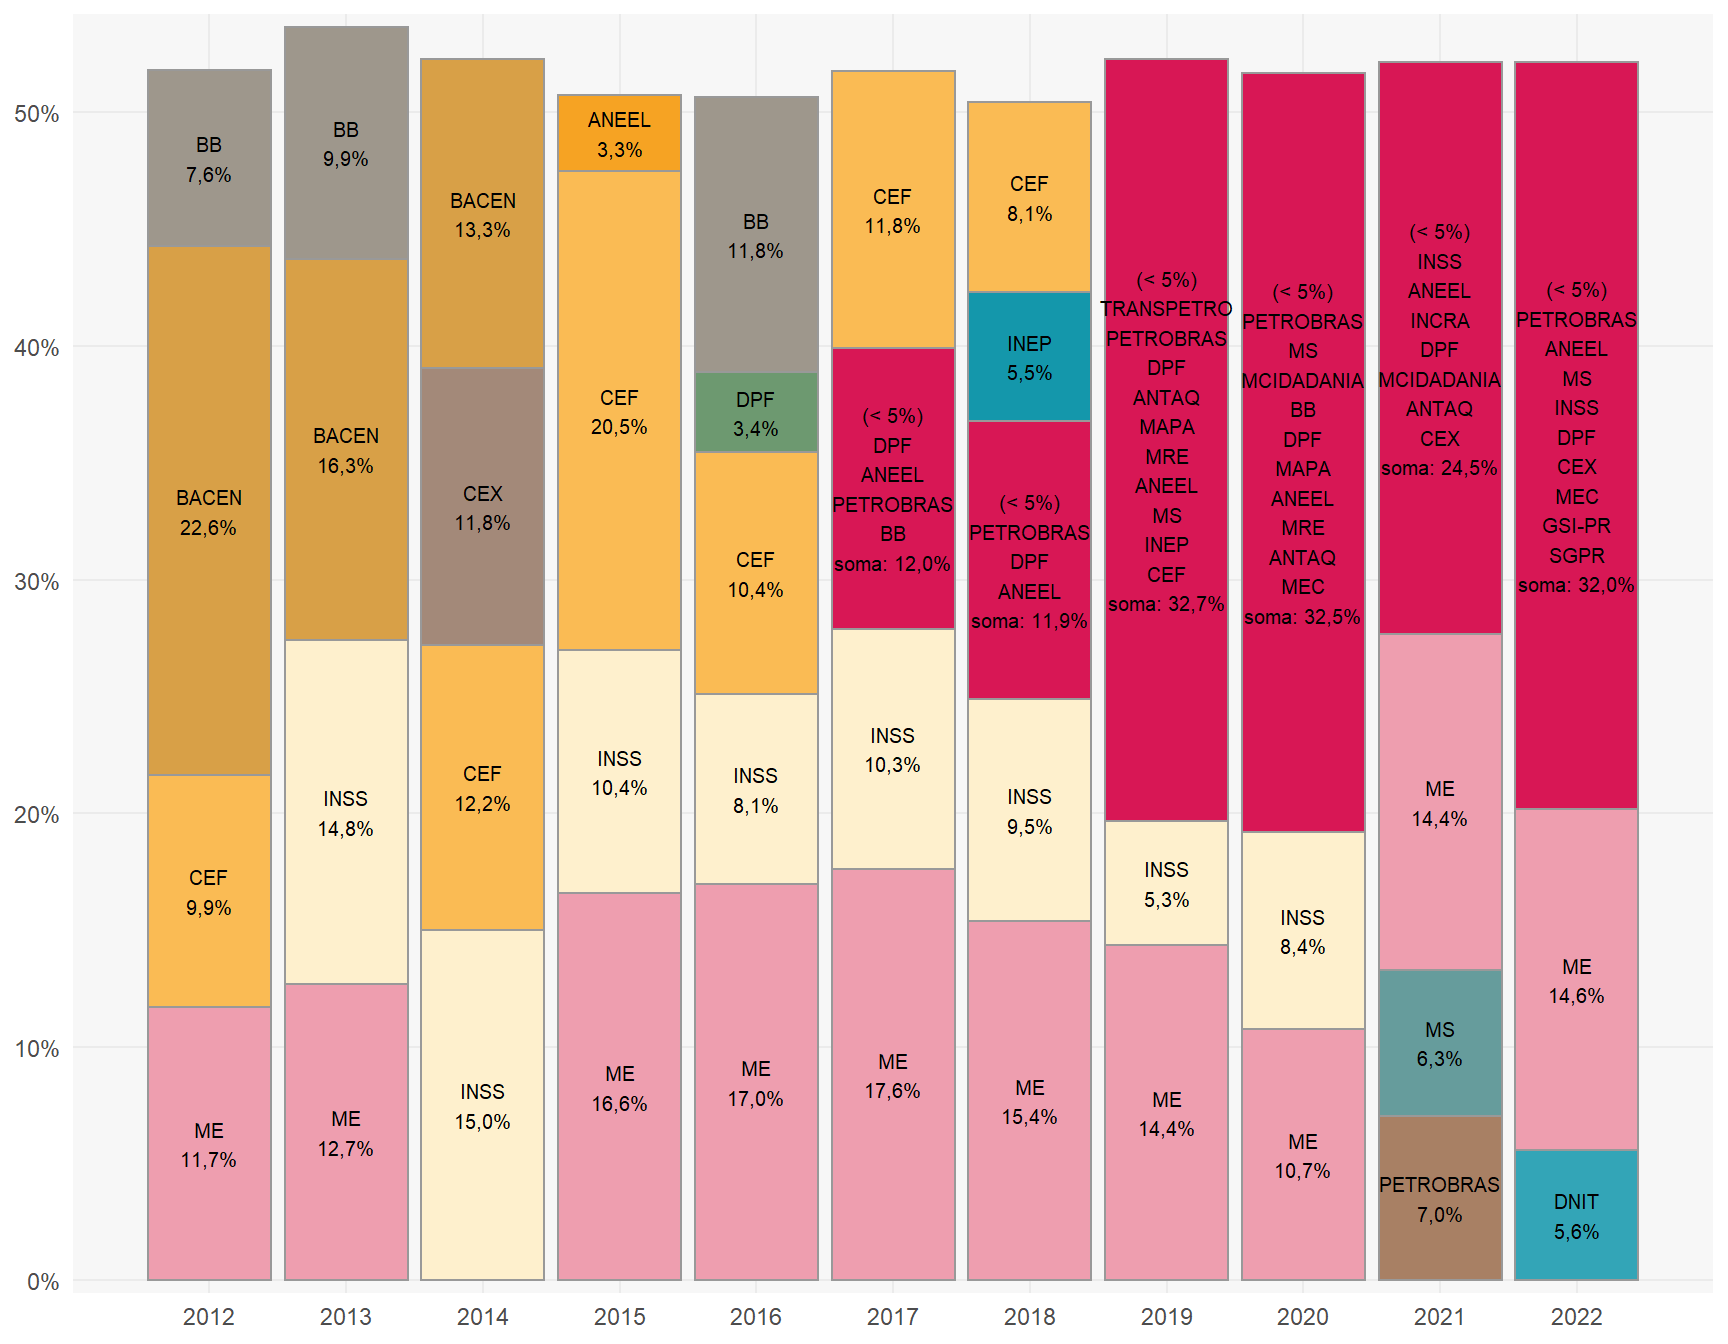 50%
40%
30%
20%
10%
0%
BB
7,6%
BACEN
22,6%
CEF
9,9%
ME
11,7%
BB
9,9%
BACEN
16,3%
INSS
14,8%
ME
12,7%
BACEN
13,3%
CEX
11,8%
CEF
12,2%
INSS
15,0%
ANEEL
3,3%
CEF
20,5%
INSS
10,4%
ME
16,6%
BB
11,8%
DPF
3,4%
CEF
10,4%
INSS
8,1%
ME
17,0%
CEF
11,8%
(< 5%)
DPF
ANEEL
PETROBRAS
BB
soma: 12,0%
INSS
10,3%
ME
17,6%
CEF
8,1%
INEP
5,5%
(< 5%)
PETROBRAS
DPF
ANEEL
soma: 11,9%
INSS
9,5%
ME
15,4%
(< 5%)
TRANSPETRO
PETROBRAS
DPF
ANTAQ
MAPA
MRE
ANEEL
MS
INEP
CEF
soma: 32,7%
INSS
5,3%
ME
14,4%
(< 5%)
PETROBRAS
MS
MCIDADANIA
BB
DPF
MAPA
ANEEL
MRE
ANTAQ
MEC
soma: 32,5%
INSS
8,4%
ME
10,7%
(< 5%)
INSS
ANEEL
INCRA
DPF
MCIDADANIA
ANTAQ
CEX
soma: 24,5%
ME
14,4%
MS
6,3%
PETROBRAS
7,0%
(< 5%)
PETROBRAS
ANEEL
MS
INSS
DPF
CEX
MEC
GSI-PR
SGPR
soma: 32,0%
ME
14,6%
DNIT
5,6%
2012 2013 2014 2015 2016 2017 2018 2019 2020 2021 2022